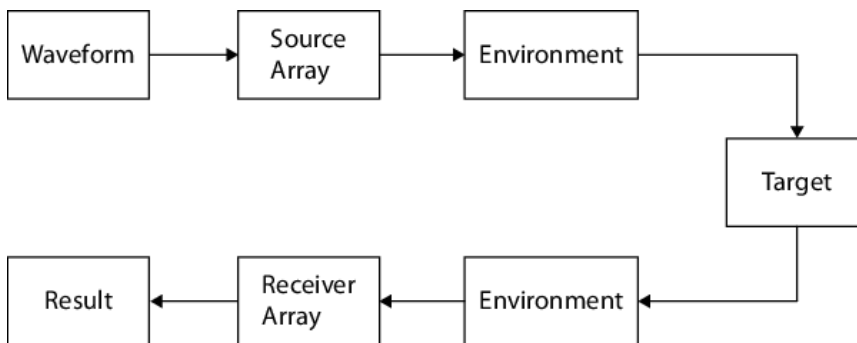 Waveform
Source
Array
Environment
Target
Environment
Receiver
Array
Result